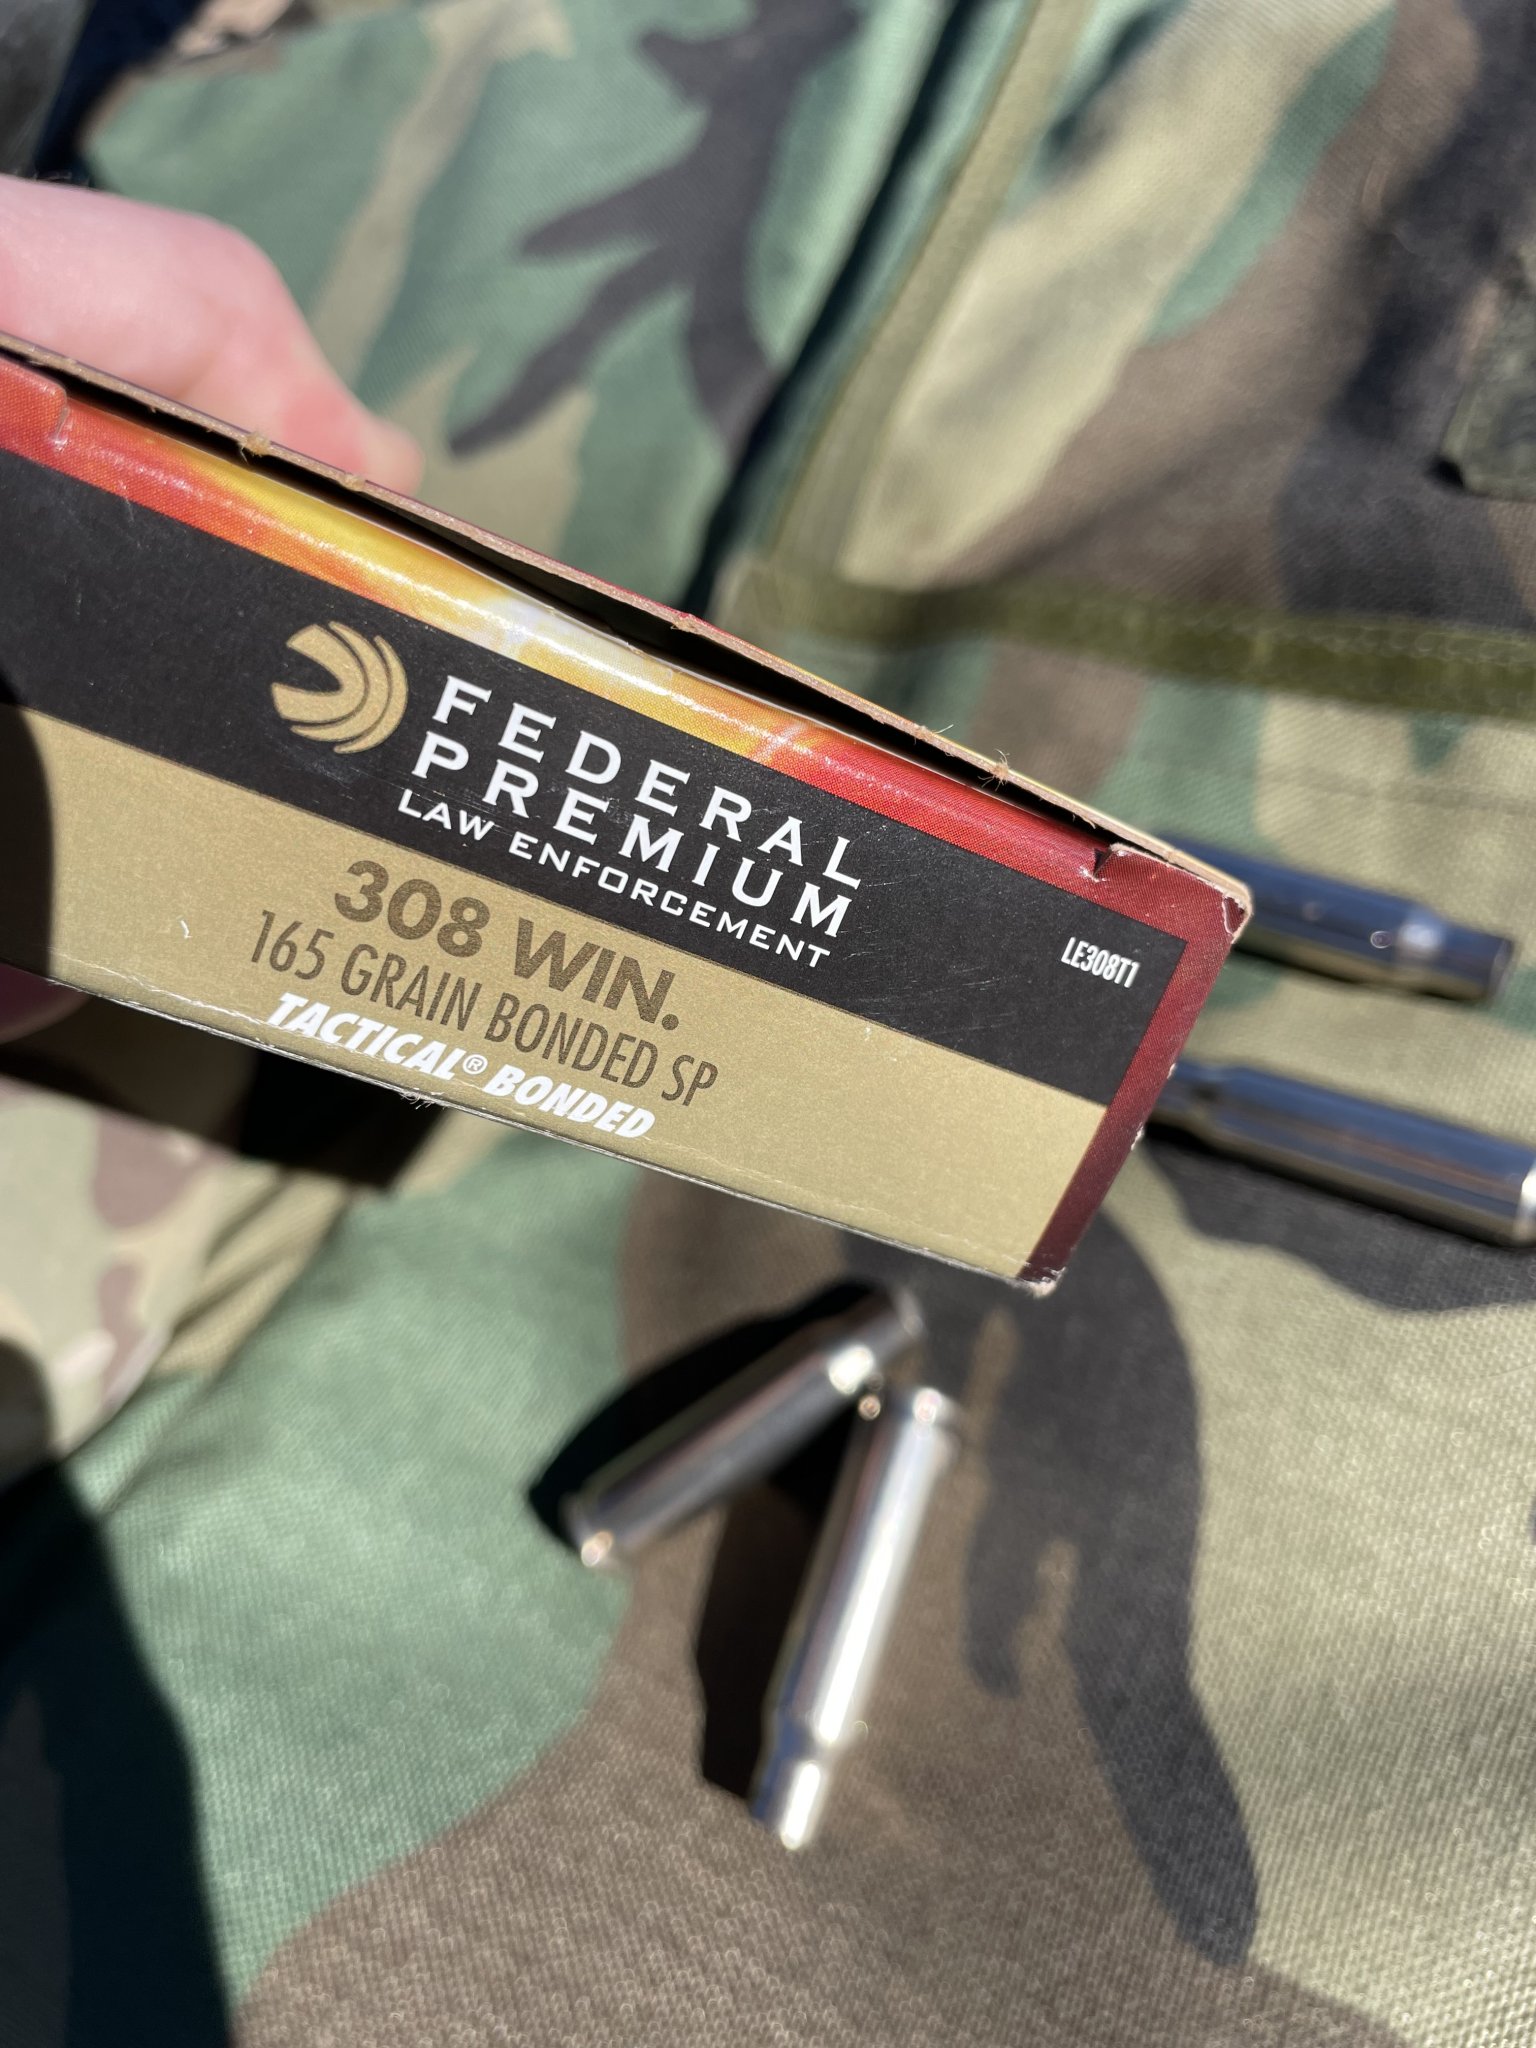 FEDERAL
PREMIUM
LAW ENFORCEMENT
LE308T1
308 WIN.
165 GRAIN BONDED SP
TACTICAL® BONDED